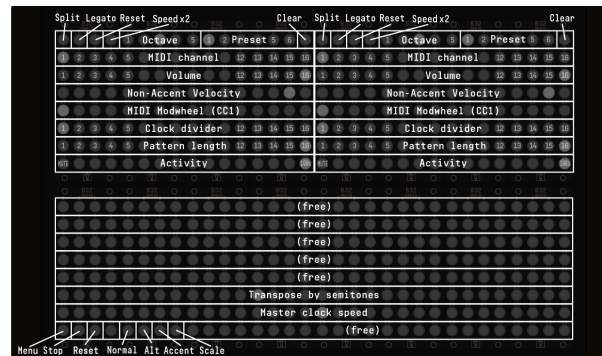 Split Legato Reset Speed x2 Clear Split Legato Reset Speed x2 Clear
1 Octave 5 1 2 Preset 5 6 1 Octave 5 1 2 Preset 5 6
1 2 3 4 5 MIDI channel 12 13 14 15 16 1 2 3 4 5 MIDI channel 12 13 14 15 16
1 2 3 4 5 Volume 12 13 14 15 16 1 2 3 4 5 Volume 12 13 14 15 16
Non-Accent Velocity Non-Accent Velocity
MIDI Modwheel (CC1) MIDI Modwheel (CC1)
1 2 3 4 5 Clock divider 12 13 14 15 16 1 2 3 4 5 Clock divider 12 13 14 15 16
1 2 3 4 5 Pattern length 12 13 14 15 16 1 2 3 4 5 Pattern length 12 13 14 15 16
MUTE Activity MUTE Activity
(free)
(free)
(free)
(free)
(free)
Transpose by semitones
Master clock speed
(free)
Menu Stop Reset Normal Alt Accent Scale